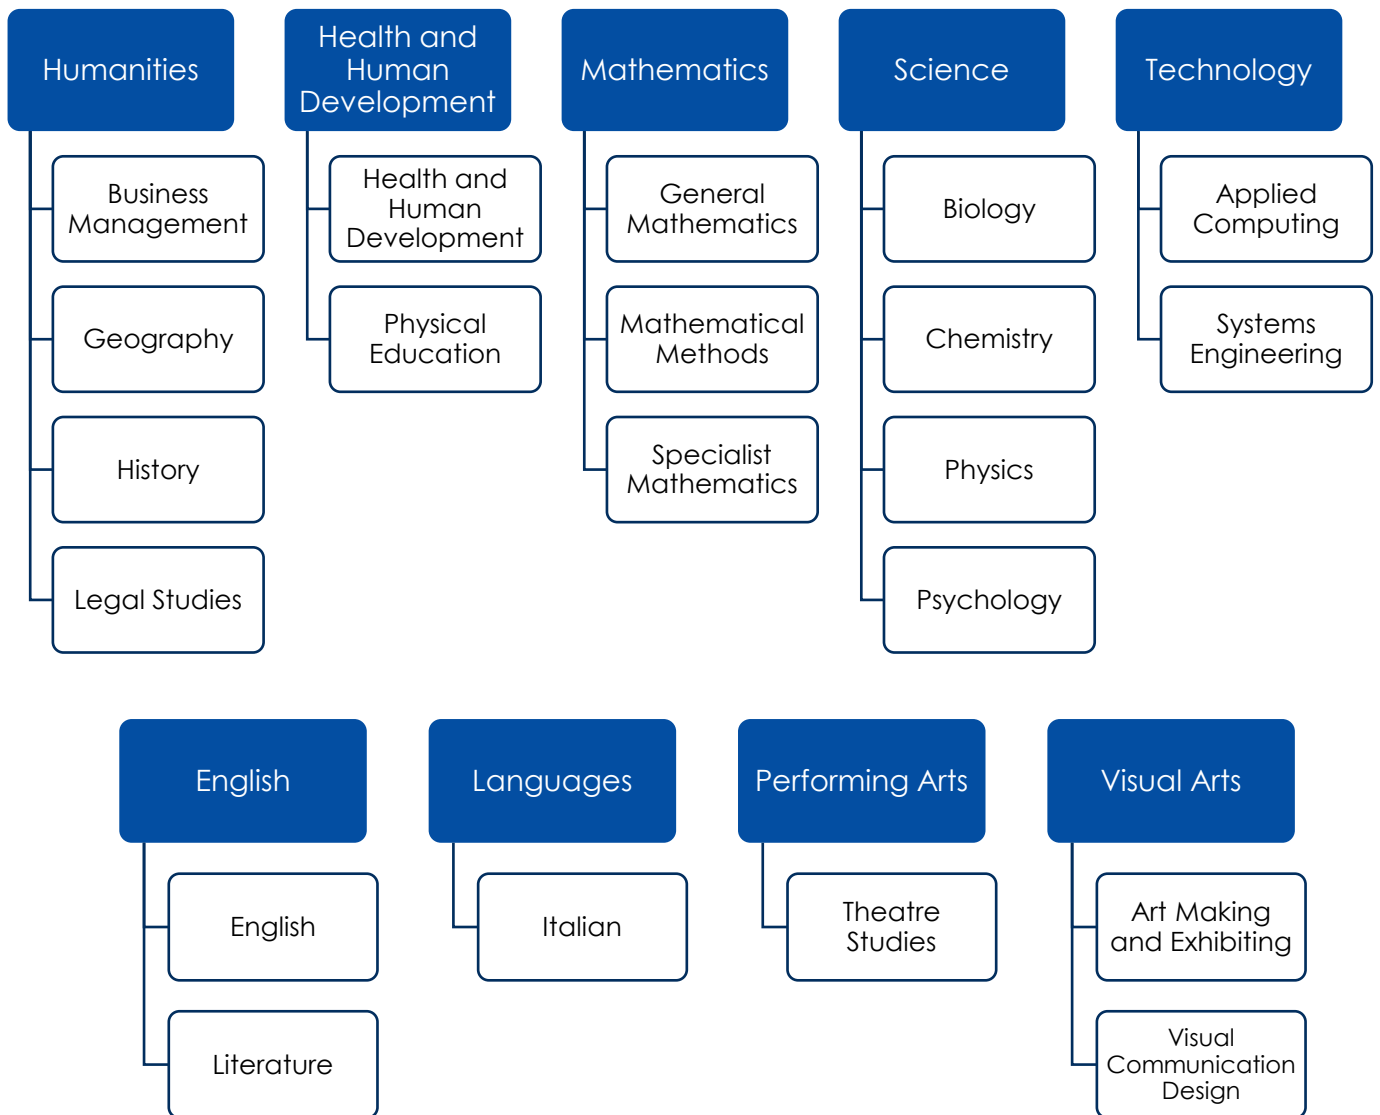 Humanities
Business
Management
Geography
History
Legal Studies
Health and
Human
Development
Health and
Human
Development
Physical
Education
Mathematics
General
Mathematics
Mathematical
Methods
Specialist
Mathematics
Science
Biology
Chemistry
Physics
Psychology
Technology
Applied
Computing
Systems
Engineering
English
English
Literature
Languages
Italian
Performing Arts
Theatre
Studies
Visual Arts
Art Making
and Exhibiting
Visual
Communication
Design